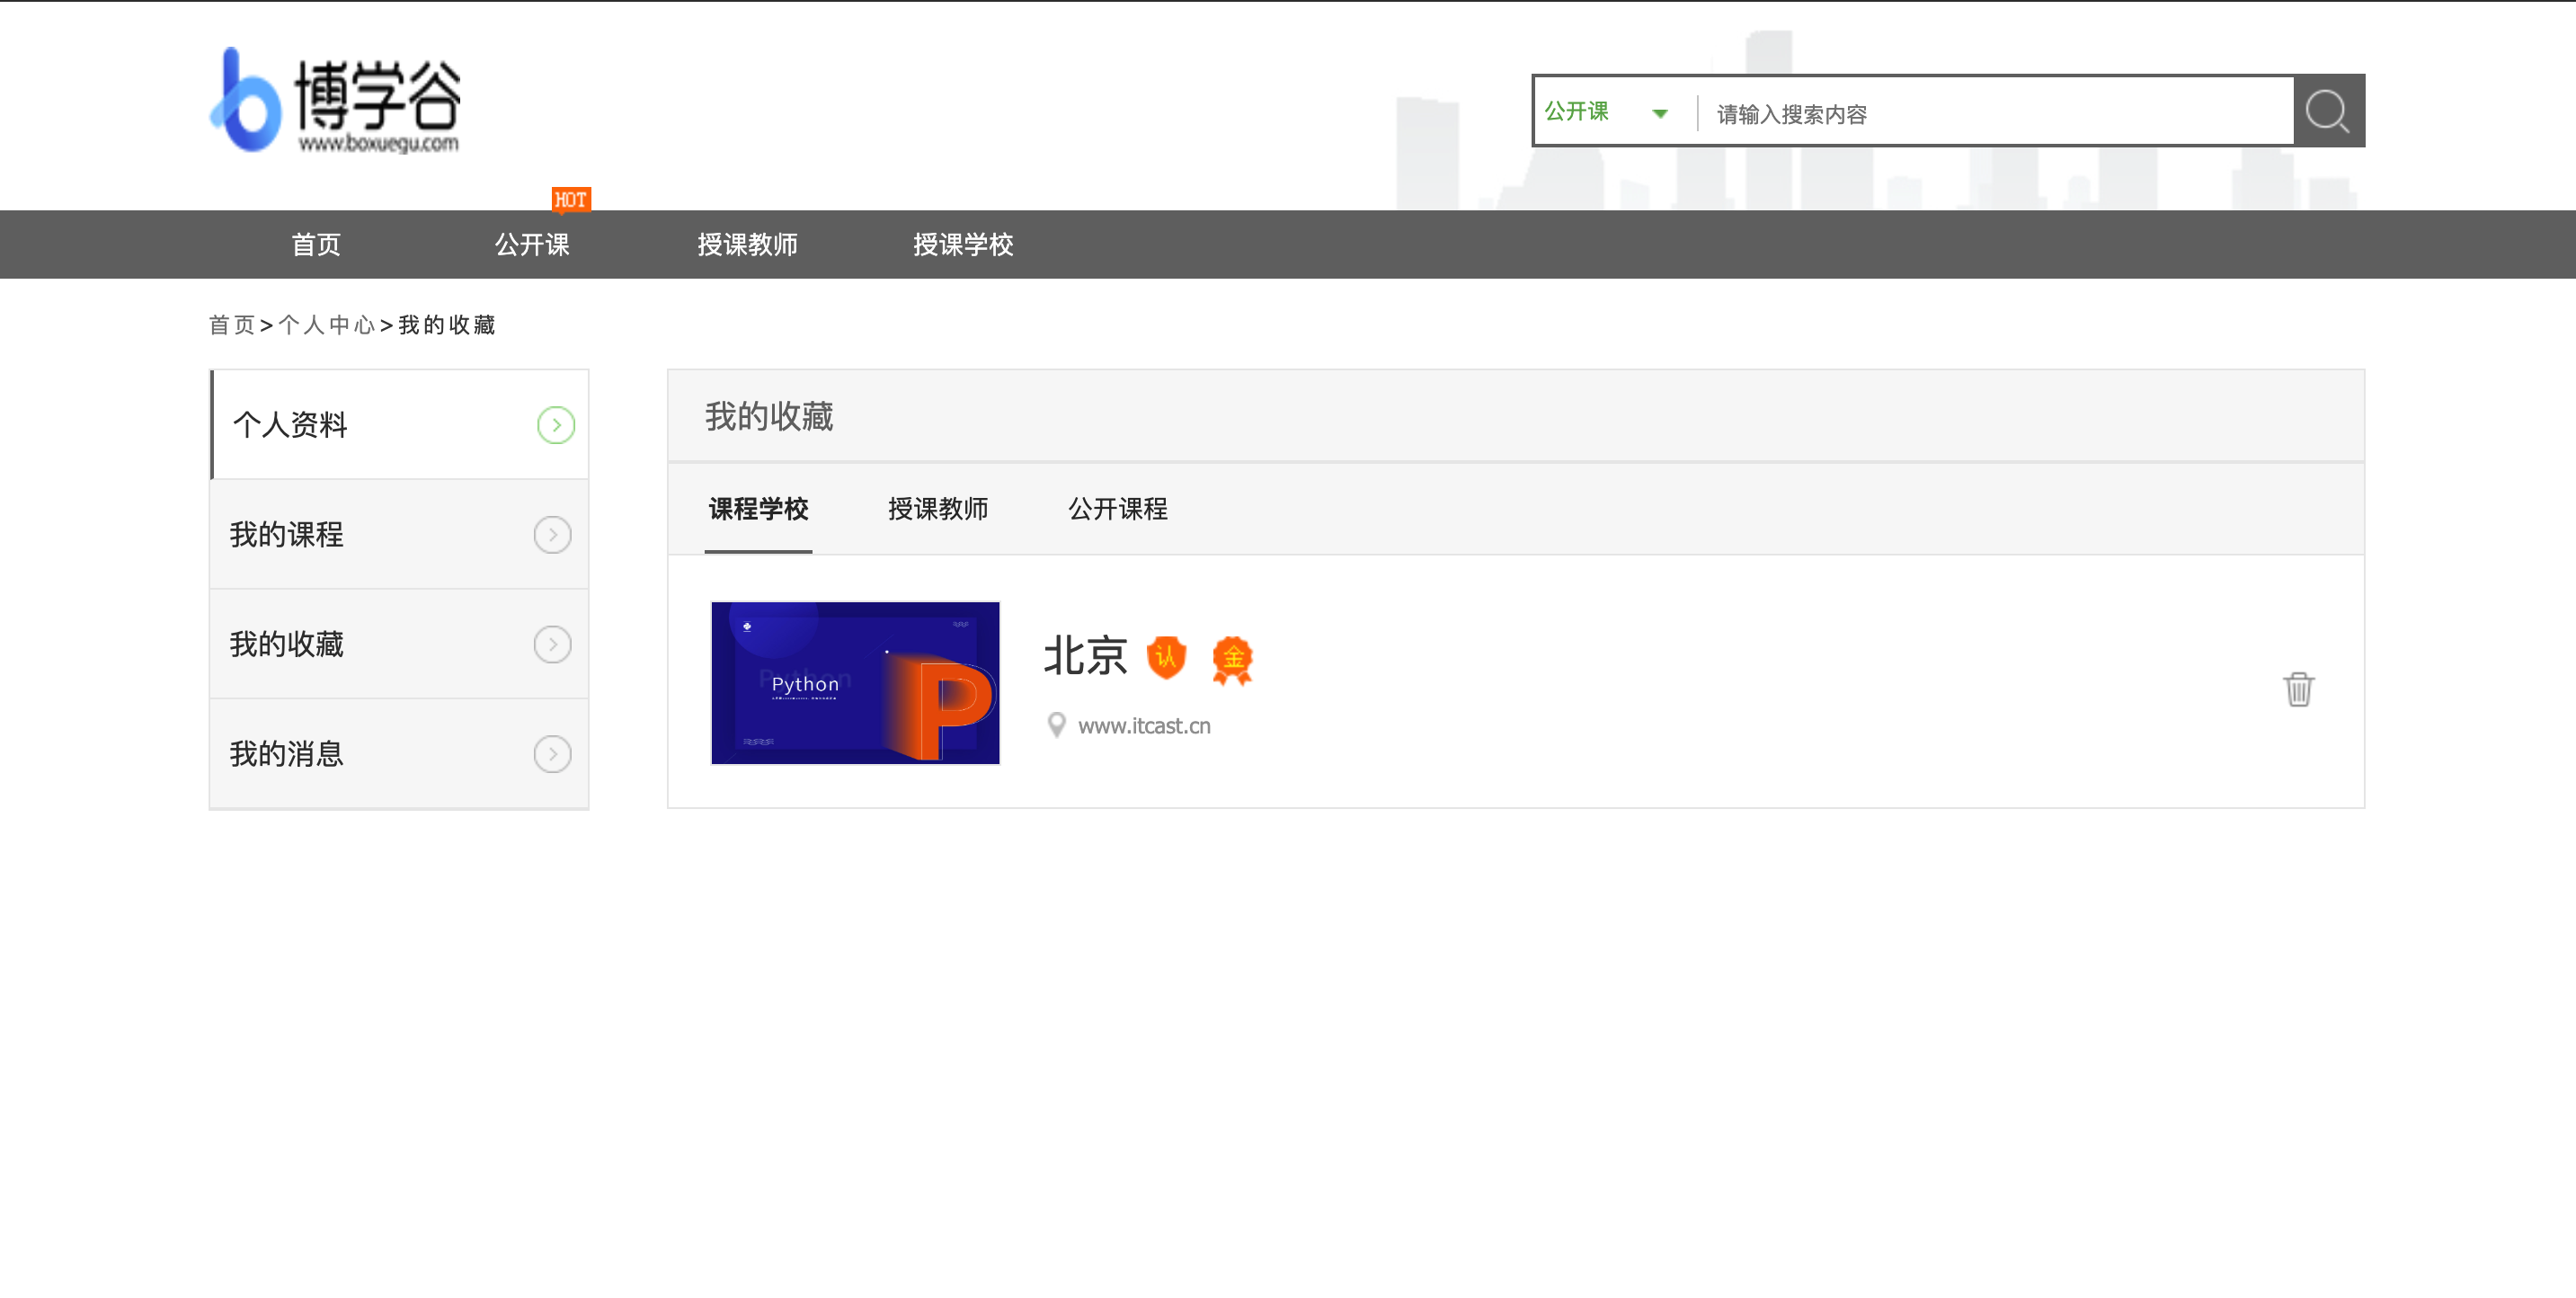 博学谷
www.boxuegu.com
公开课
请输入搜索内容
HOT
首页
公开课
授课教师
授课学校
首页>个人中心>我的收藏
个人资料
我的课程
我的收藏
我的消息
我的收藏
课程学校
授课教师
公开课程
Python
P
北京
认
金
www.itcast.cn